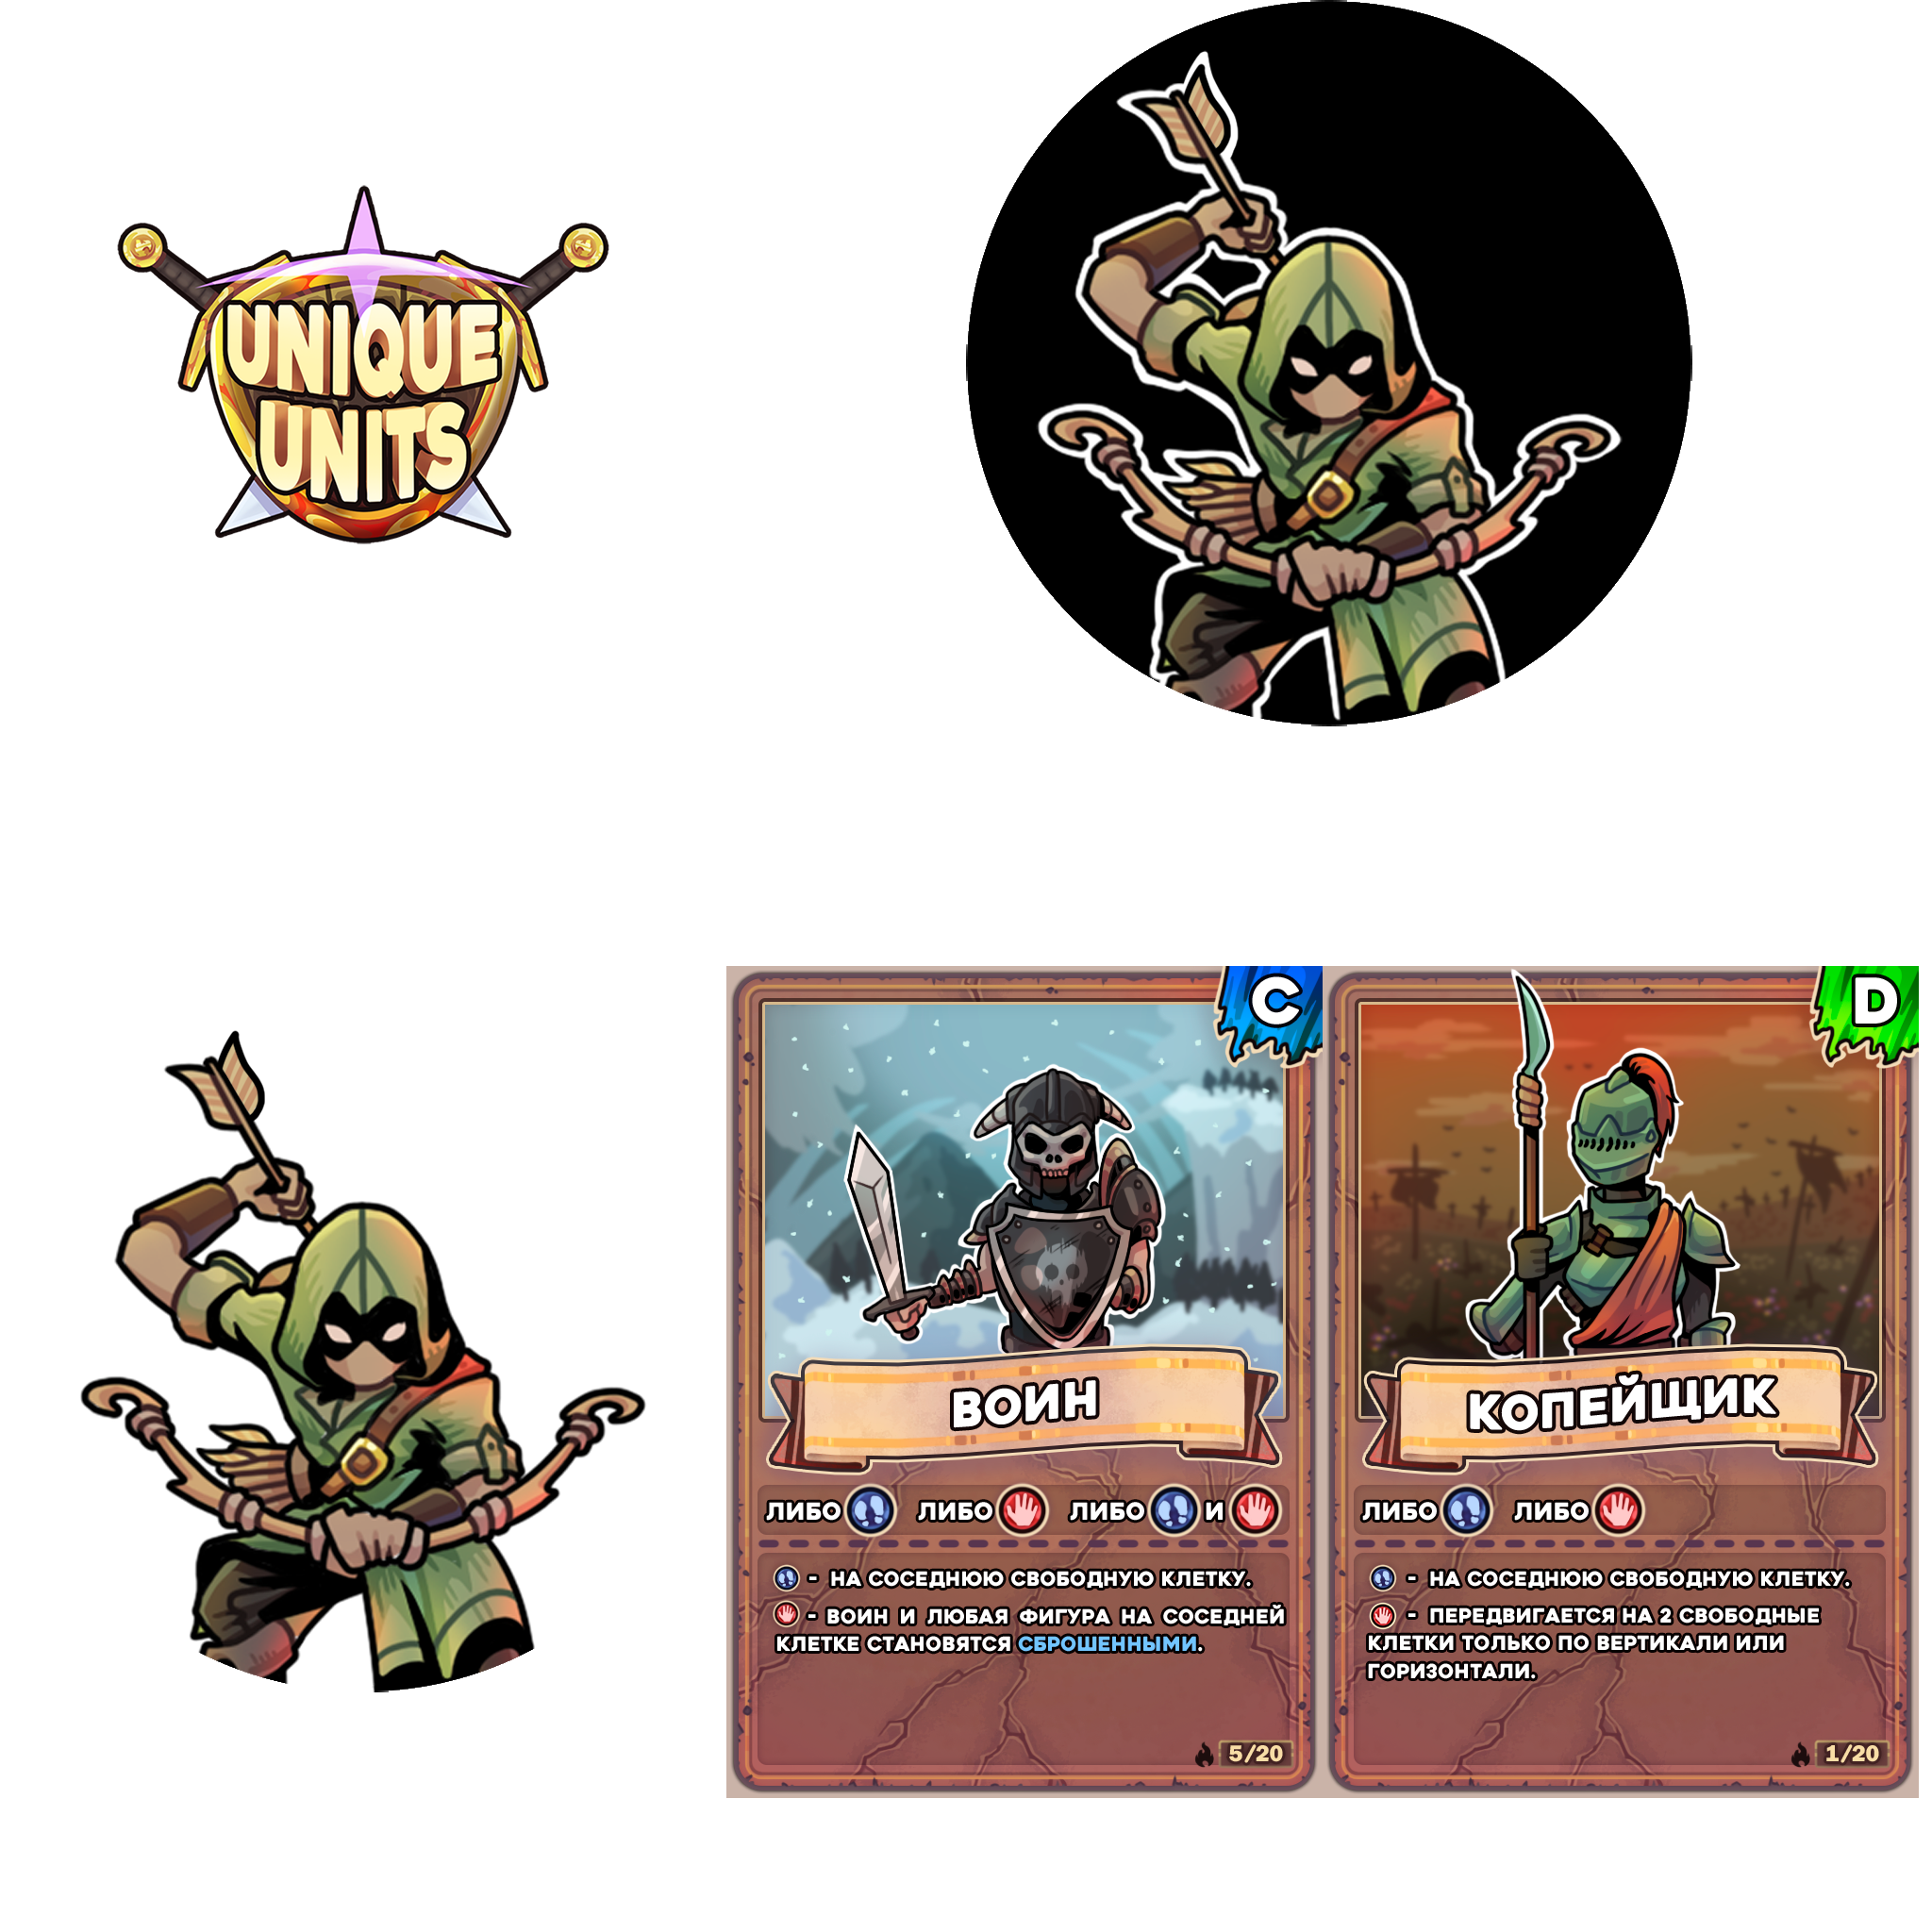 UNIQUE
UNITS
C
ВОИН
ЛИБО ЛИБО ЛИБО И
- НА СОСЕДНЮЮ СВОБОДНУЮ КЛЕТКУ.
- ВОИН И ЛЮБАЯ ФИГУРА НА СОСЕДНЕЙ
КЛЕТКЕ СТАНОВЯТСЯ СБРОШЕННЫМИ.
5/20
D
КОПЕЙЩИК
ЛИБО ЛИБО
- НА СОСЕДНЮЮ СВОБОДНУЮ КЛЕТКУ.
- ПЕРЕДВИГАЕТСЯ НА 2 СВОБОДНЫЕ
КЛЕТКИ ТОЛЬКО ПО ВЕРТИКАЛИ ИЛИ
ГОРИЗОНТАЛИ.
1/20